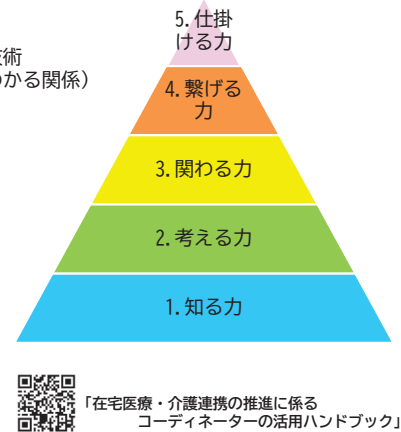 5.仕掛
ける力
技術
のかる関係）
4.繋げる
力
3.関わる力
2.考える力
1.知る力
「在宅医療・介護連携の推進に係る
コーディネーターの活用ハンドブック」